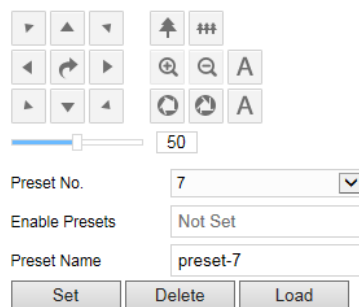 A
A
50
Preset No. 7
Enable Presets Not Set
Preset Name preset-7
Set Delete Load